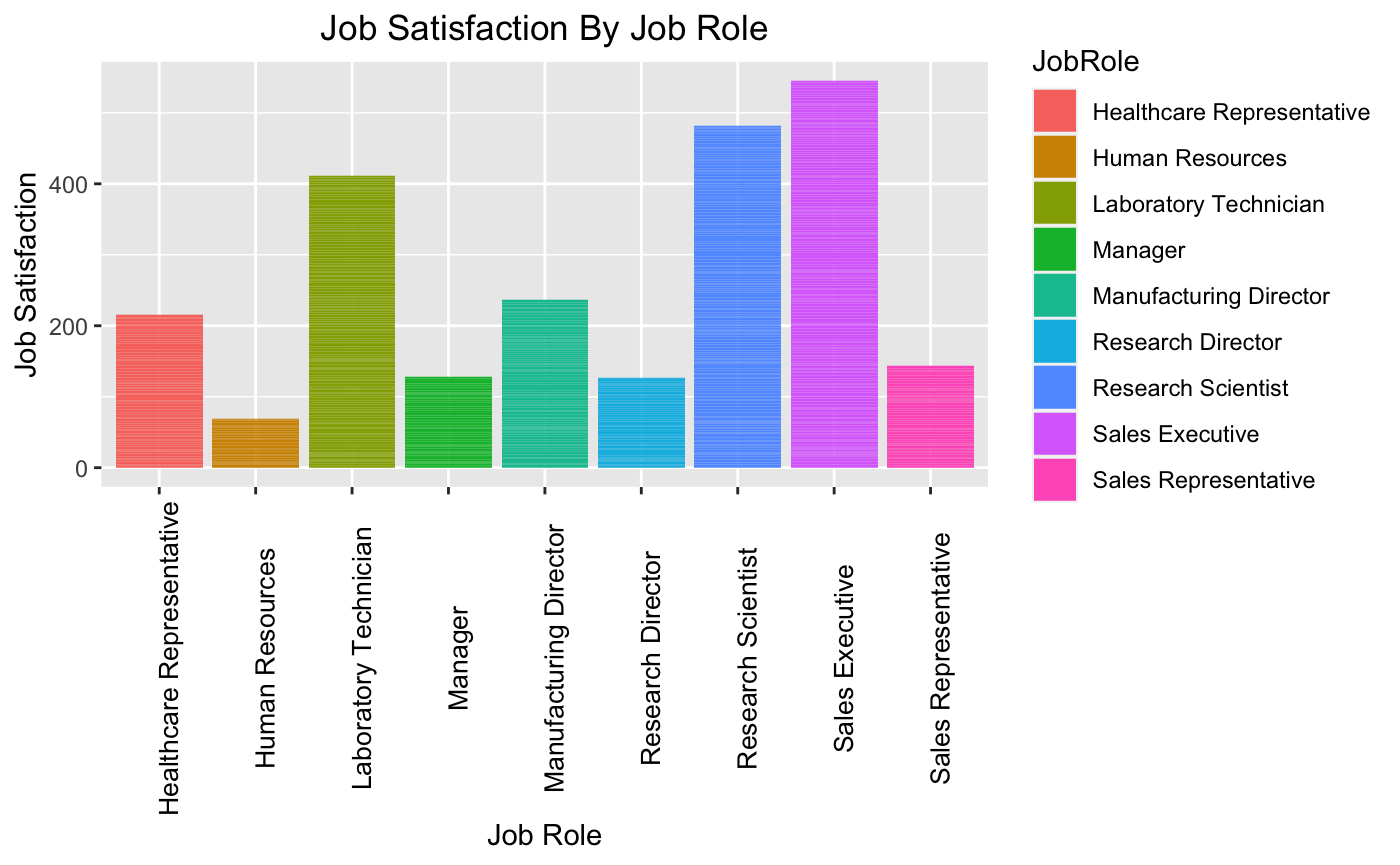 Job Satisfaction By Job Role
Job Satisfaction
400
200
0
Healthcare Representative
Human Resources
Laboratory Technician
Manager
Manufacturing Director
Research Director
Research Scientist
Sales Executive
Sales Representative
Job Role
JobRole
Healthcare Representative
Human Resources
Laboratory Technician
Manager
Manufacturing Director
Research Director
Research Scientist
Sales Executive
Sales Representative